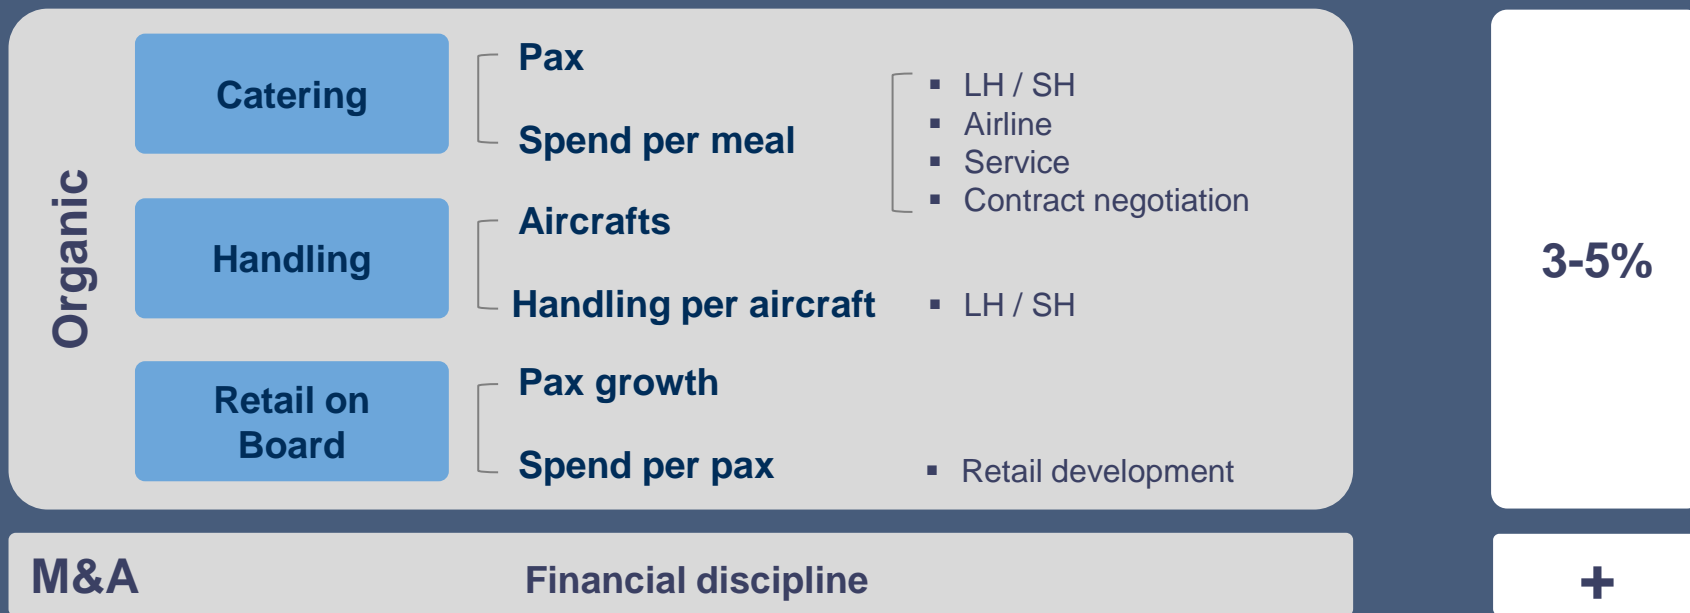 Organic
Catering
Pax
Spend per meal
▪ LH / SH
▪ Airline
▪ Service
▪ Contract negotiation
Handling
Aircrafts
Handling per aircraft
▪ LH / SH
Retail on
Board
Pax growth
Spend per pax
▪ Retail development
3-5%
M&A
Financial discipline
+